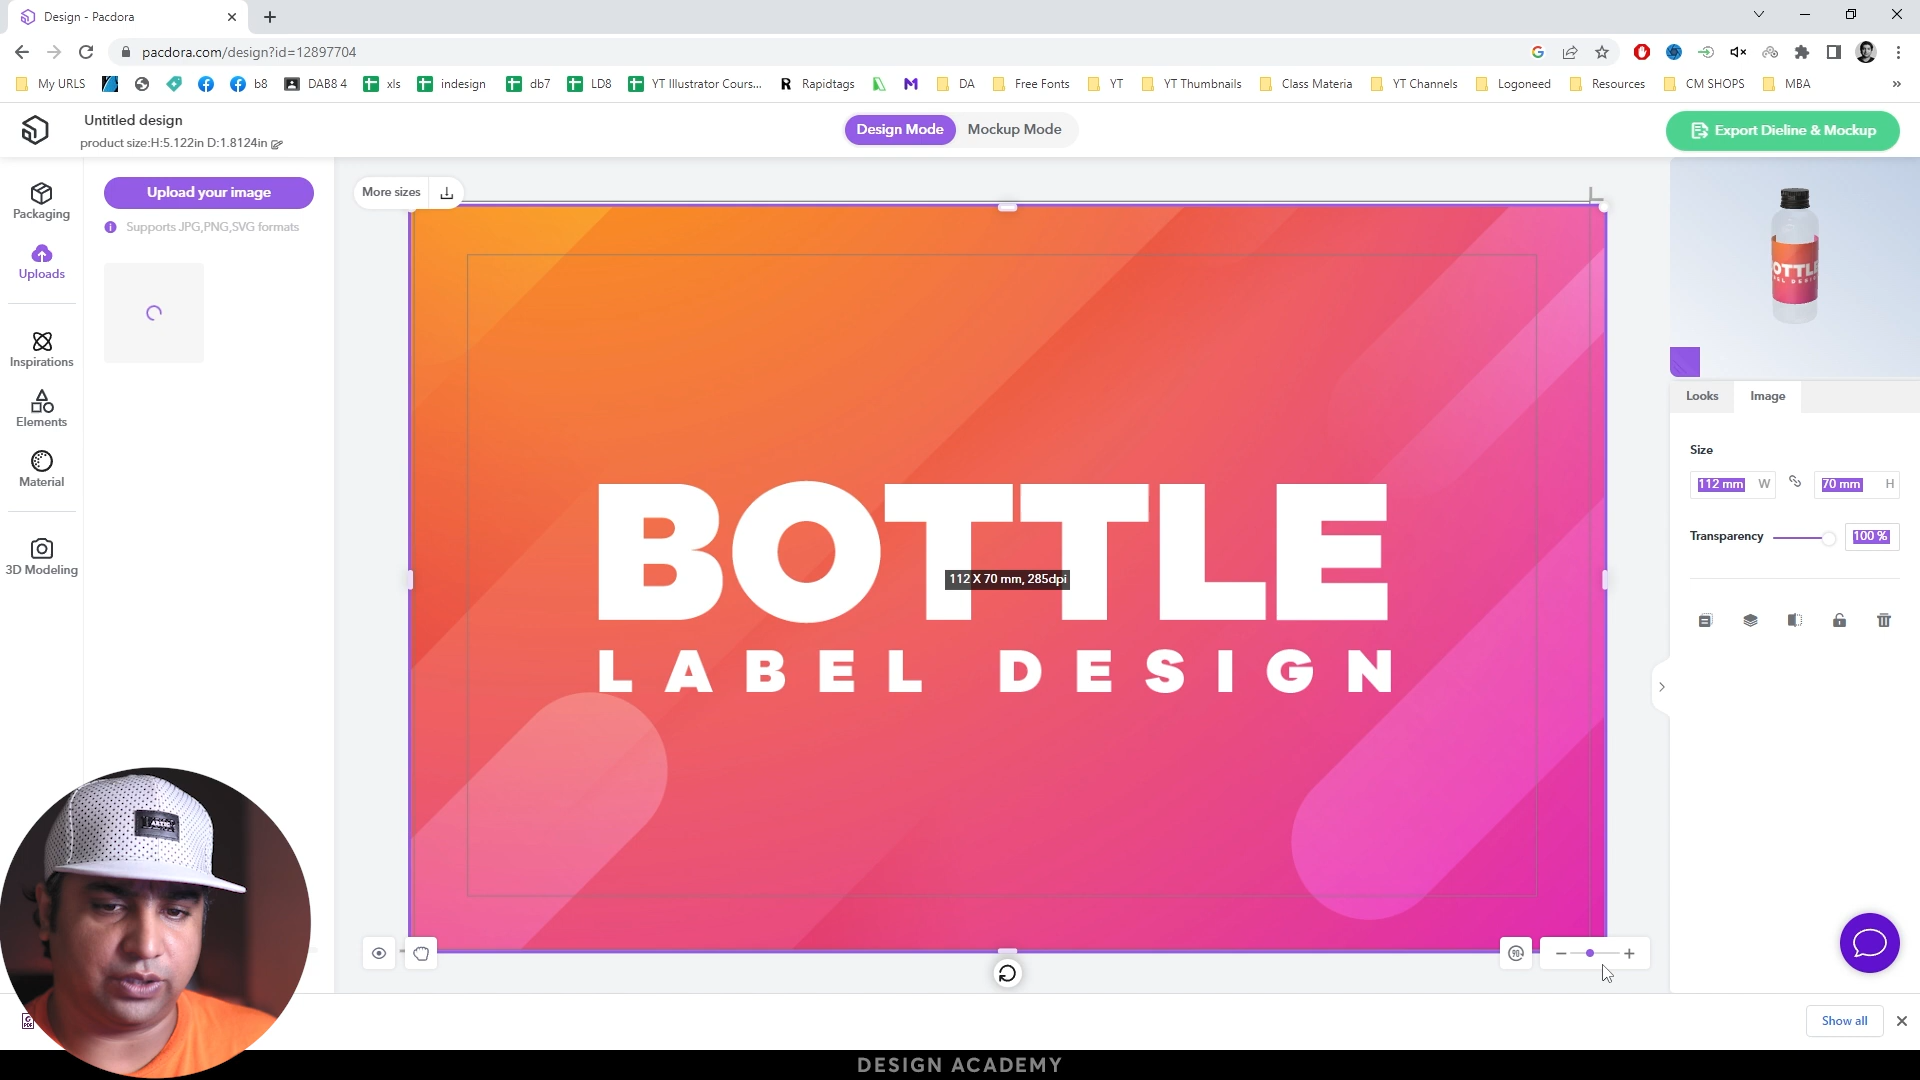 Design - Pacdora
pacdora.com/design?id=12897704
My URLS
b8
DAB8 4
xls
indesign
db7
LD8
YT Illustrator Cours...
Rapidtags
DA
Free Fonts
YT
YT Thumbnails
Class Materia
YT Channels
Logoneed
Resources
CM SHOPS
MBA
Untitled design
product size:H:5.122in D:1.8124in
Design Mode
Mockup Mode
Export Dieline & Mockup
Packaging
Uploads
Inspirations
Elements
Material
3D Modeling
Upload your image
Supports JPG,PNG,SVG formats
More sizes
BOTTLE
112 X 70 mm, 285dpi
LABEL DESIGN
Looks
Image
Size
112 mm W
70 mm H
Transparency
100 %
Show all
DESIGN ACADEMY